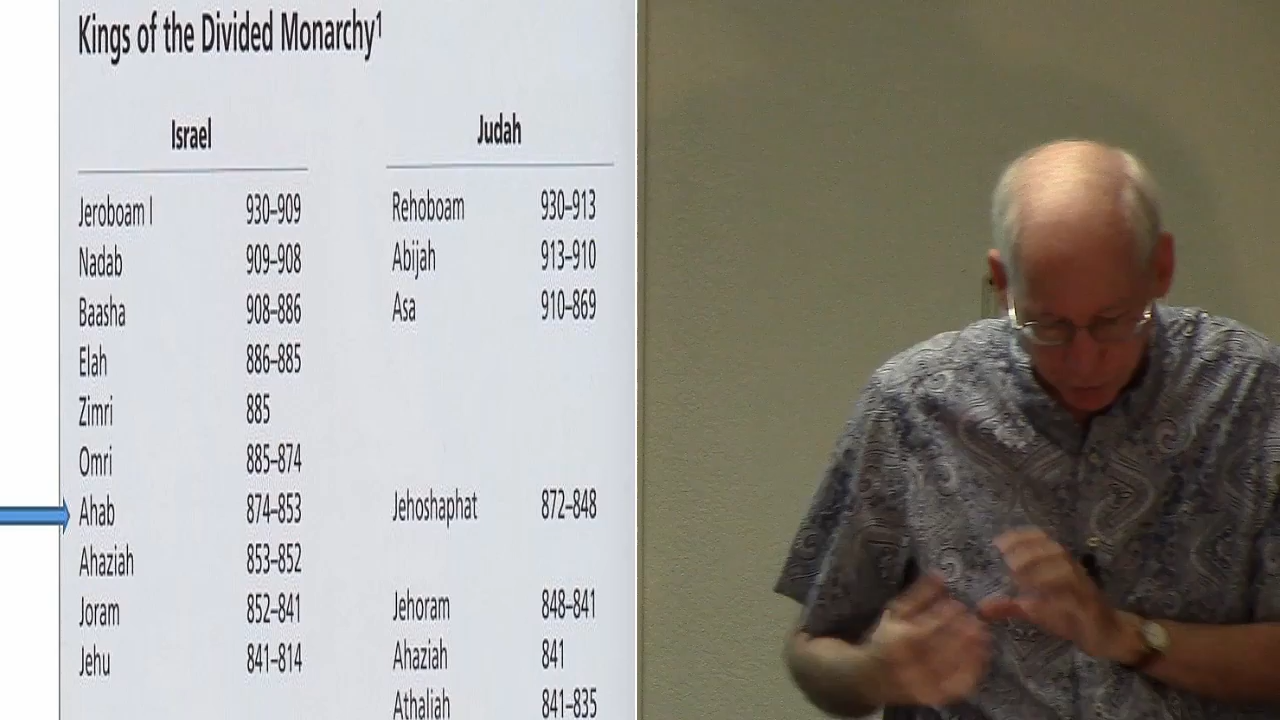 Kings of the Divided Monarchy1
Israel Judah
Jeroboam I 930–909 Rehoboam 930–913
Nadab 909–908 Abijah 913–910
Baasha 908–886 Asa 910–869
Elah 886–885
Zimri 885
Omri 885–874
Ahab 874–853 Jehoshaphat 872–848
Ahaziah 853–852
Joram 852–841 Jehoram 848–841
Jehu 841–814 Ahaziah 841
Athaliah 841–835